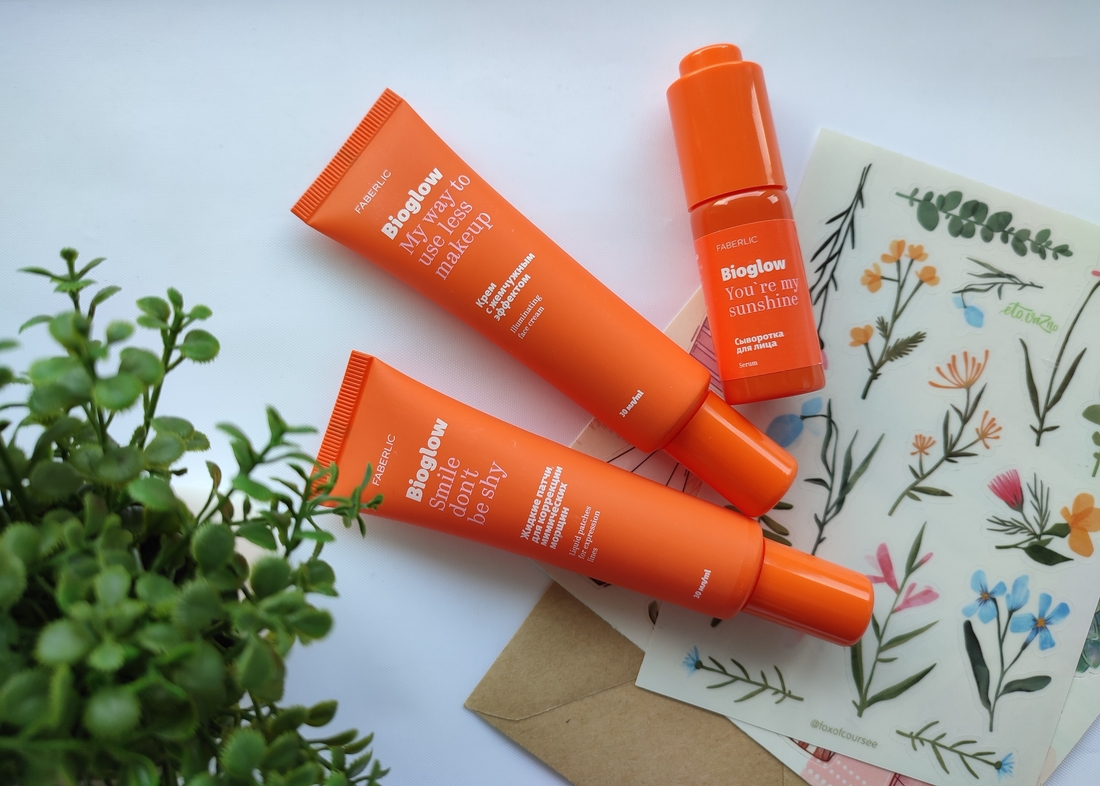 FABERLIC
Bioglow
My way to
use less
makeup
Крем
с жемчужным
эффектом
Illuminating
face cream
30 мл/ml
FABERLIC
Bioglow
You're my
sunshine
Сыворотка
для лица
Serum
FABERLIC
Bioglow
Smile
don't
be shy
Жидкие патчи
для коррекции
мимических
морщин
Liquid patches
for expression
lines
30 мл/ml
@foxofcoursee